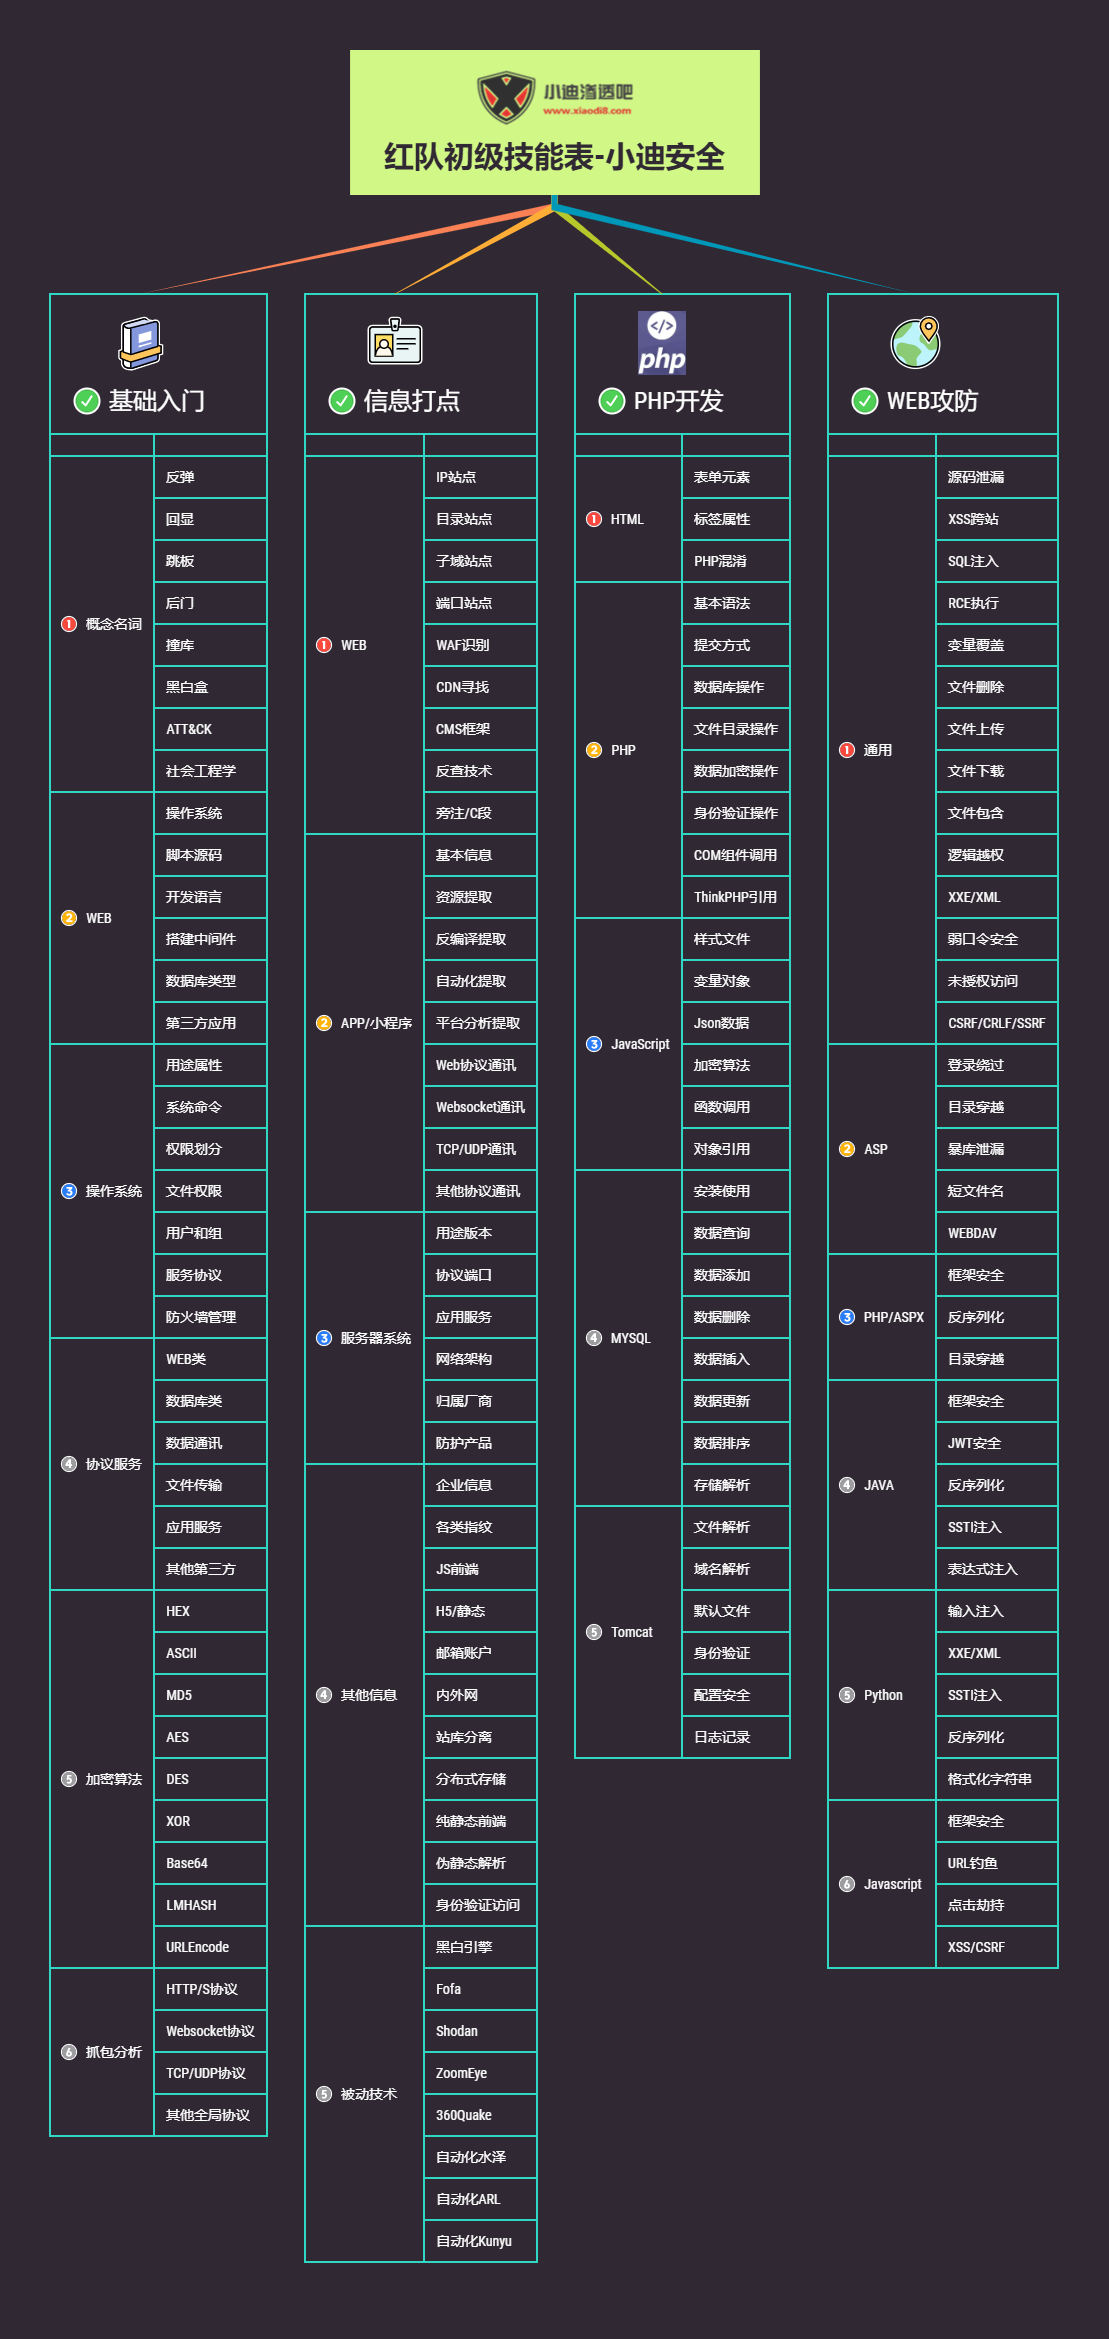 小迪渗透吧
www.xiaodi8.com
红队初级技能表-小迪安全
基础入门
1 概念名词
反弹
回显
跳板
后门
撞库
黑白盒
ATT&CK
社会工程学
2 WEB
操作系统
脚本源码
开发语言
搭建中间件
数据库类型
第三方应用
3 操作系统
用途属性
系统命令
权限划分
文件权限
用户和组
服务协议
防火墙管理
4 协议服务
WEB类
数据库类
数据通讯
文件传输
应用服务
其他第三方
5 加密算法
HEX
ASCII
MD5
AES
DES
XOR
Base64
LMHASH
URLEncode
6 抓包分析
HTTP/S协议
Websocket协议
TCP/UDP协议
其他全局协议
信息打点
1 WEB
IP站点
目录站点
子域站点
端口站点
WAF识别
CDN寻找
CMS框架
反查技术
旁注/C段
2 APP/小程序
基本信息
资源提取
反编译提取
自动化提取
平台分析提取
Web协议通讯
Websocket通讯
TCP/UDP通讯
其他协议通讯
3 服务器系统
用途版本
协议端口
应用服务
网络架构
归属厂商
防护产品
4 其他信息
企业信息
各类指纹
JS前端
H5/静态
邮箱账户
内外网
站库分离
分布式存储
纯静态前端
伪静态解析
身份验证访问
5 被动技术
黑白引擎
Fofa
Shodan
ZoomEye
360Quake
自动化水泽
自动化ARL
自动化Kunyu
</>
php
PHP开发
1 HTML
表单元素
标签属性
PHP混淆
2 PHP
基本语法
提交方式
数据库操作
文件目录操作
数据加密操作
身份验证操作
COM组件调用
ThinkPHP引用
3 JavaScript
样式文件
变量对象
Json数据
加密算法
函数调用
对象引用
4 MYSQL
安装使用
数据查询
数据添加
数据删除
数据插入
数据更新
数据排序
存储解析
5 Tomcat
文件解析
域名解析
默认文件
身份验证
配置安全
日志记录
WEB攻防
1 通用
源码泄漏
XSS跨站
SQL注入
RCE执行
变量覆盖
文件删除
文件上传
文件下载
文件包含
逻辑越权
XXE/XML
弱口令安全
未授权访问
CSRF/CRLF/SSRF
2 ASP
登录绕过
目录穿越
暴库泄漏
短文件名
WEBDAV
3 PHP/ASPX
框架安全
反序列化
目录穿越
4 JAVA
框架安全
JWT安全
反序列化
SSTI注入
表达式注入
5 Python
输入注入
XXE/XML
SSTI注入
反序列化
格式化字符串
6 Javascript
框架安全
URL钓鱼
点击劫持
XSS/CSRF